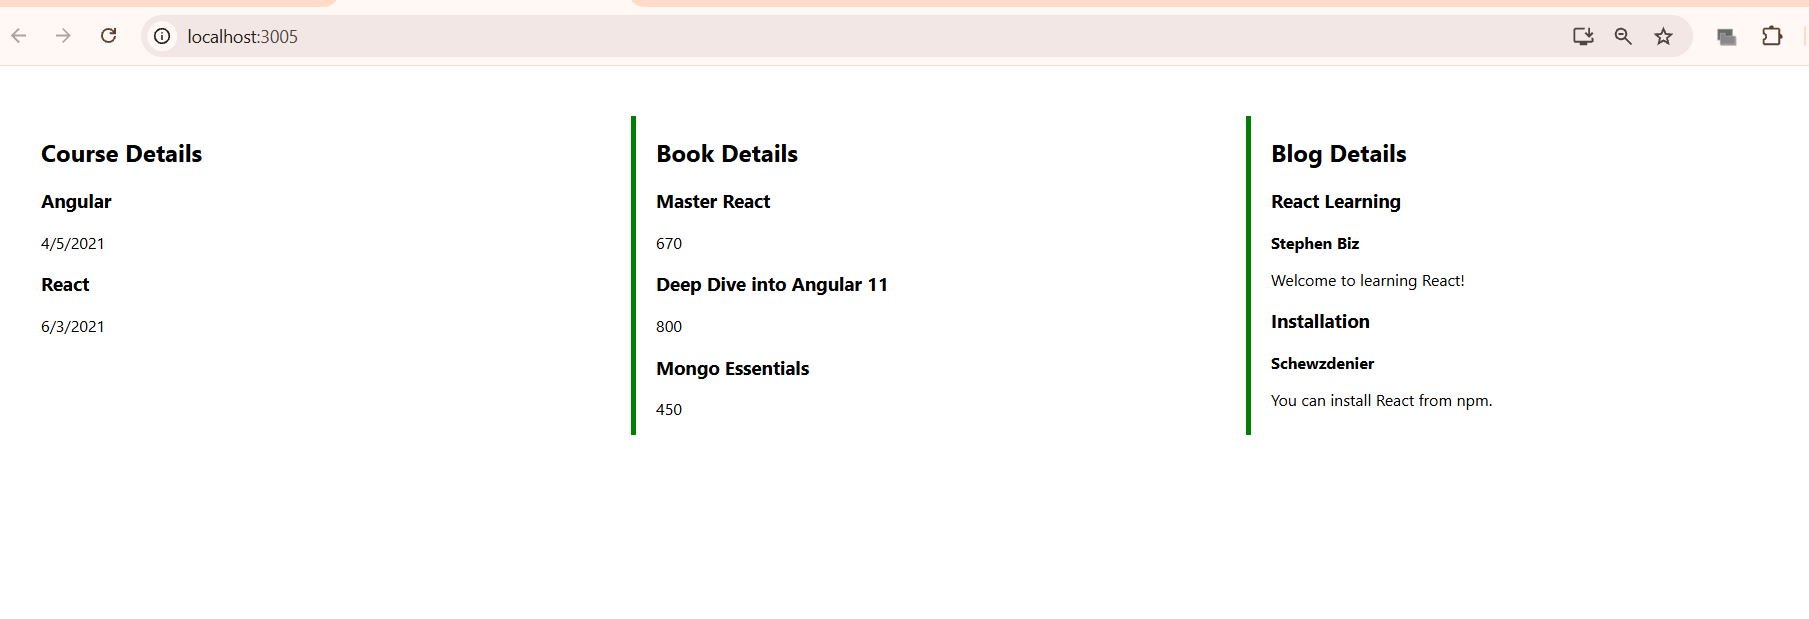 localhost:3005
Course Details
Angular
4/5/2021
React
6/3/2021
Book Details
Master React
670
Deep Dive into Angular 11
800
Mongo Essentials
450
Blog Details
React Learning
Stephen Biz
Welcome to learning React!
Installation
Schewzdenier
You can install React from npm.